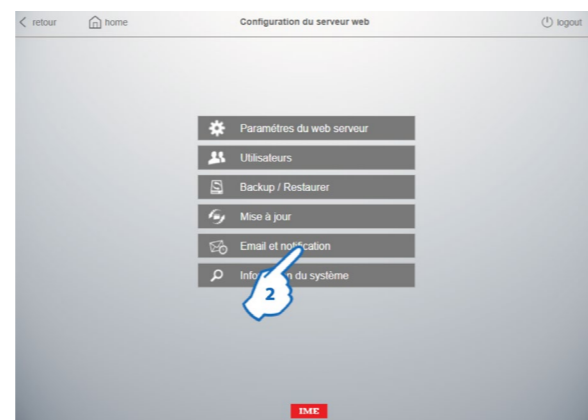 retour
home
Configuration du serveur web
logout
Paramétres du web serveur
Utilisateurs
Backup / Restaurer
Mise à jour
Email et notification
du système
2
IME